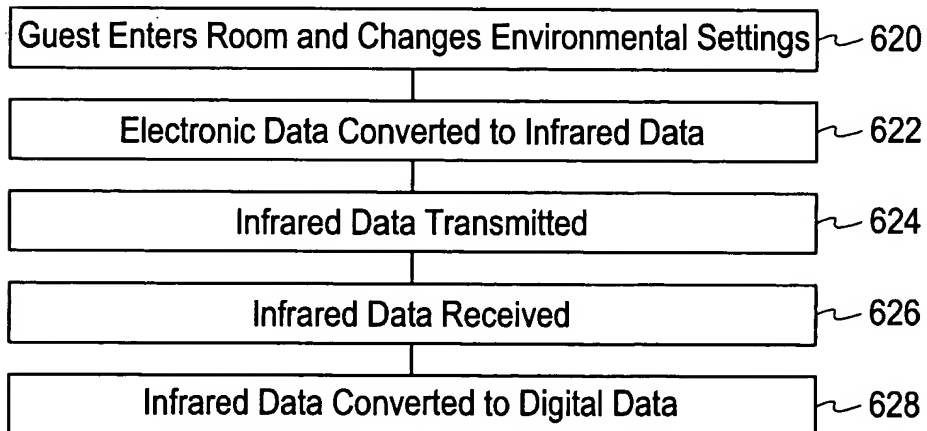 Guest Enters Room and Changes Environmental Settings 620
Electronic Data Converted to Infrared Data 622
Infrared Data Transmitted 624
Infrared Data Received 626
Infrared Data Converted to Digital Data 628